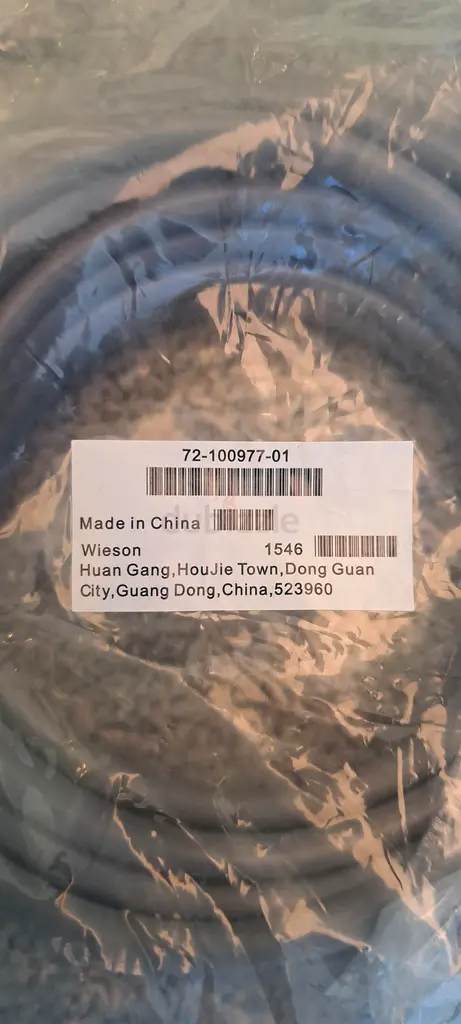 72-100977-01
Made in China
Wieson 1546
Huan Gang,HouJie Town,Dong Guan
City,Guang Dong,China,523960
dubizzle